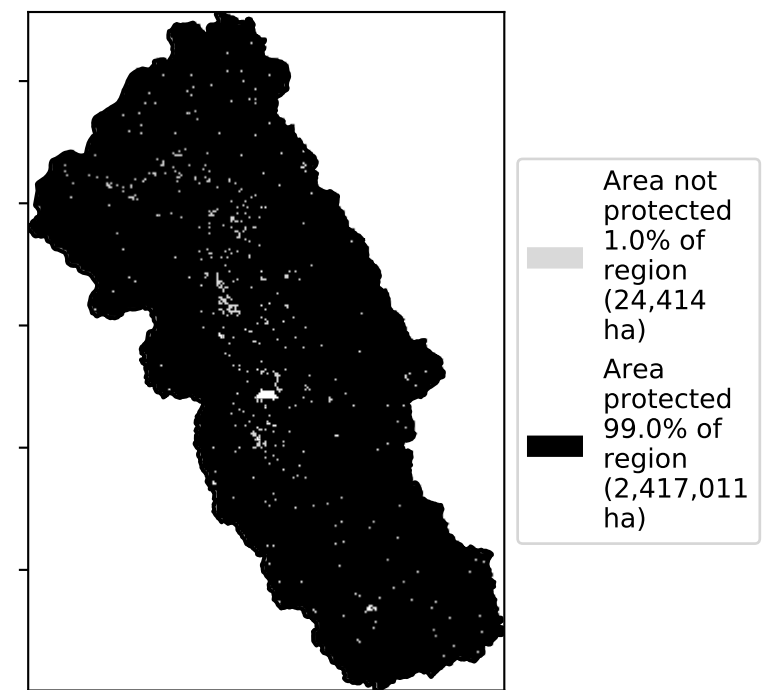 Area not
protected
1.0% of
region
(24,414
ha)
Area
protected
99.0% of
region
(2,417,011
ha)